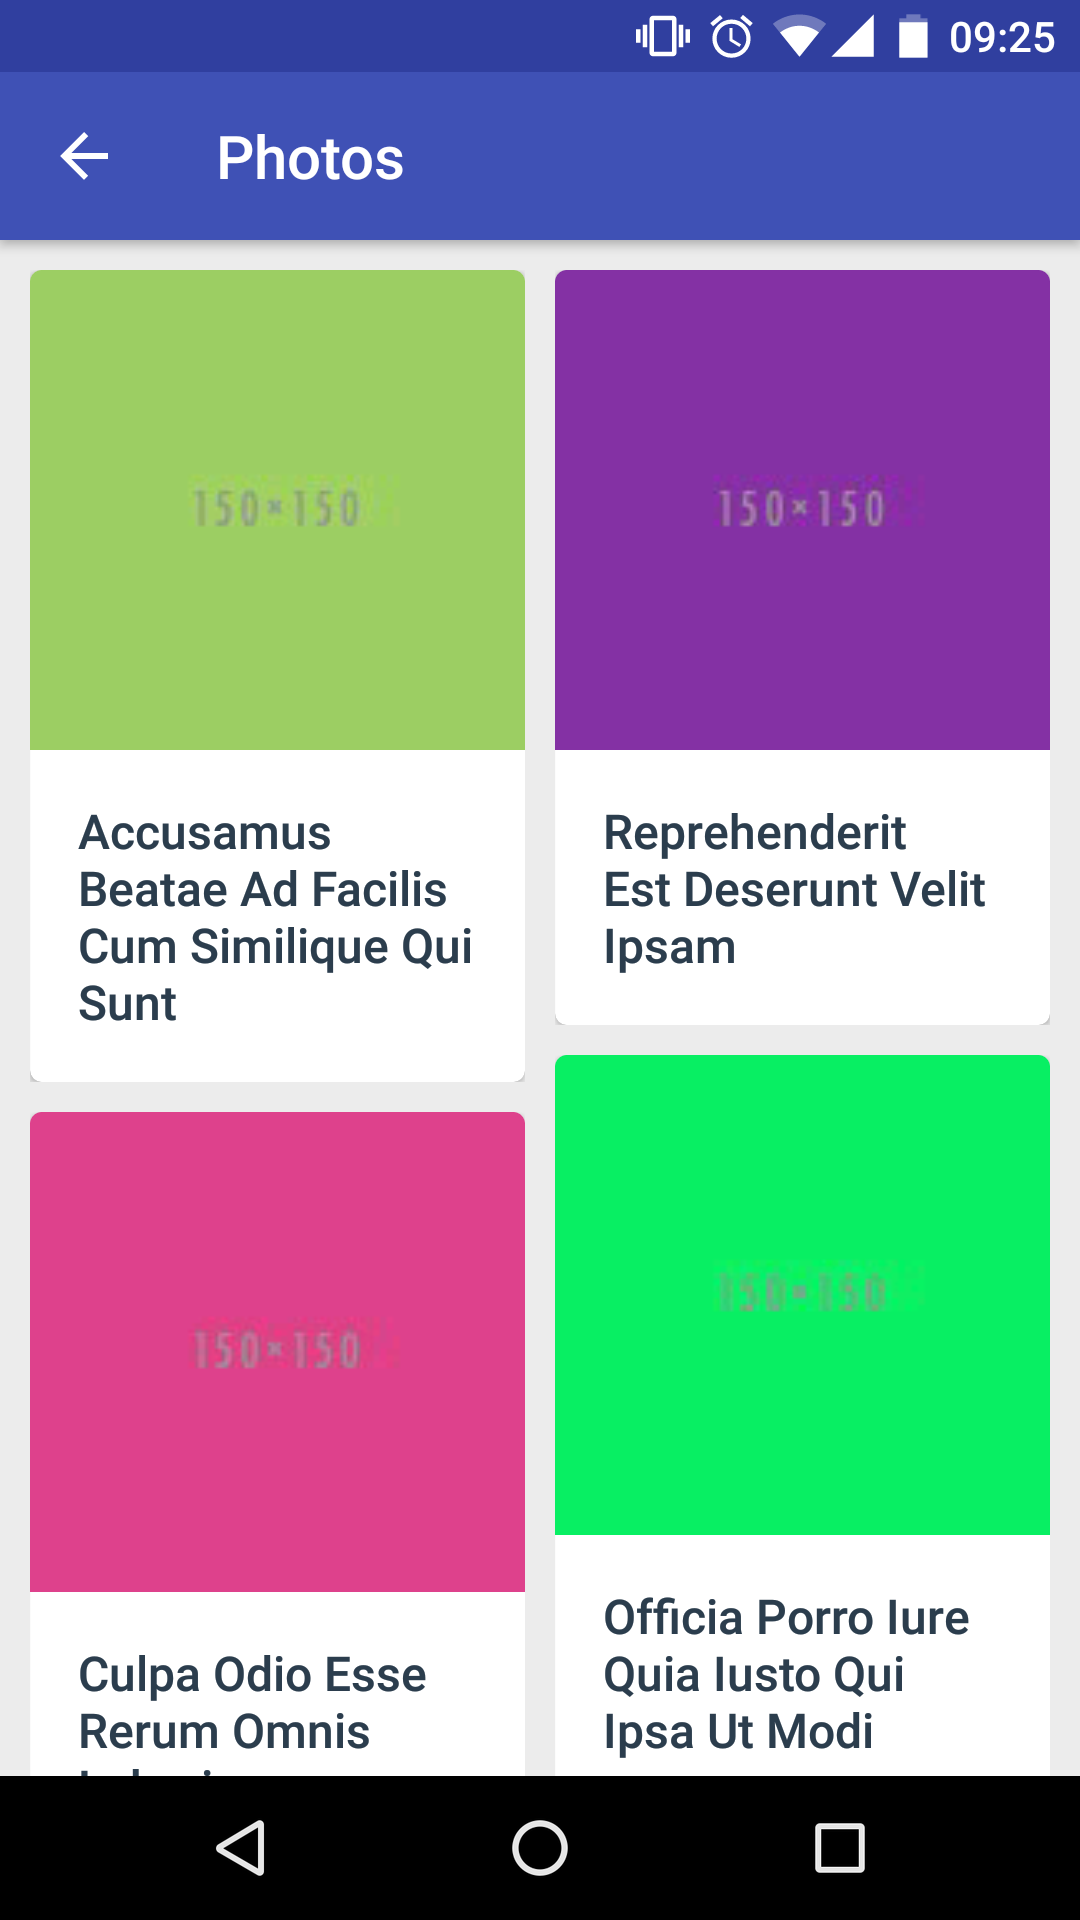 09:25
Photos
150×150
Accusamus
Beatae Ad Facilis
Cum Similique Qui
Sunt
150×150
Reprehenderit
Est Deserunt Velit
Ipsam
150×150
Culpa Odio Esse
Rerum Omnis
150×150
Officia Porro Iure
Quia Iusto Qui
Ipsa Ut Modi